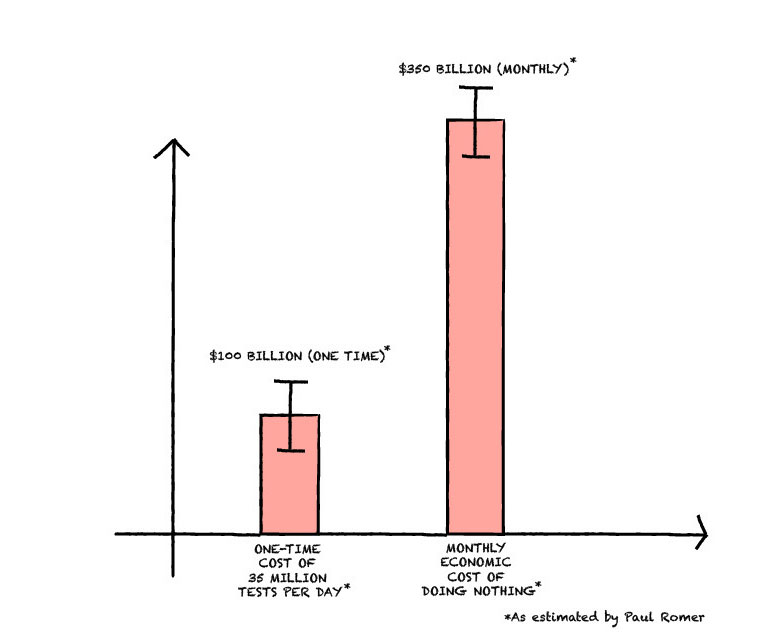 $350 BILLION (MONTHLY)*
$100 BILLION (ONE TIME)*
ONE-TIME
COST OF
35 MILLION
TESTS PER DAY*
MONTHLY
ECONOMIC
COST OF
DOING NOTHING*
*As estimated by Paul Romer